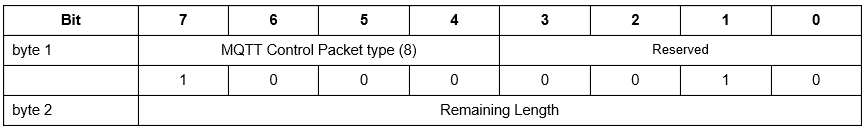 Bit 7 6 5 4 3 2 1 0
byte 1 MQTT Control Packet type (8) Reserved
1 0 0 0 0 0 1 0
byte 2 Remaining Length